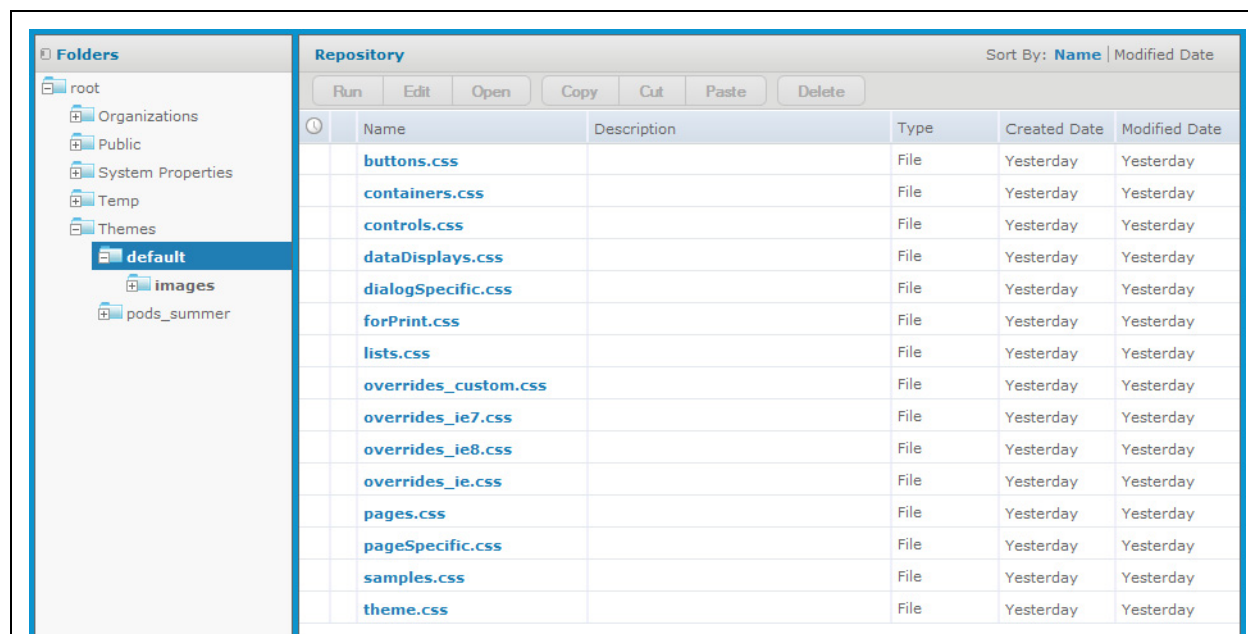 Folders
root
Organizations
Public
System Properties
Temp
Themes
default
images
pods_summer
Repository
Sort By: Name | Modified Date
Run Edit Open Copy Cut Paste Delete
Name Description Type Created Date Modified Date
buttons.css File Yesterday Yesterday
containers.css File Yesterday Yesterday
controls.css File Yesterday Yesterday
dataDisplays.css File Yesterday Yesterday
dialogSpecific.css File Yesterday Yesterday
forPrint.css File Yesterday Yesterday
lists.css File Yesterday Yesterday
overrides_custom.css File Yesterday Yesterday
overrides_ie7.css File Yesterday Yesterday
overrides_ie8.css File Yesterday Yesterday
overrides_ie.css File Yesterday Yesterday
pages.css File Yesterday Yesterday
pageSpecific.css File Yesterday Yesterday
samples.css File Yesterday Yesterday
theme.css File Yesterday Yesterday